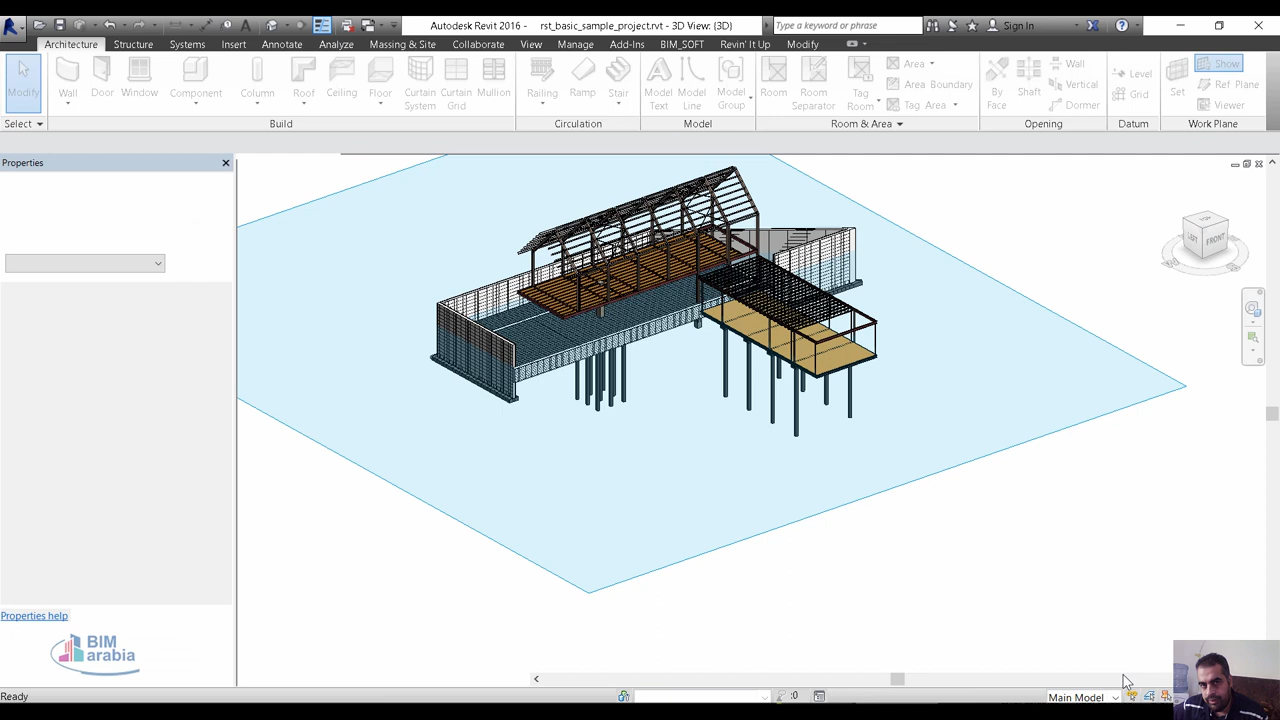 Autodesk Revit 2016 - rst_basic_sample_project.rvt - 3D View: {3D}
Type a keyword or phrase
Sign In
Architecture Structure Systems Insert Annotate Analyze Massing & Site Collaborate View Manage Add-Ins BIM_SOFT Revin' It Up Modify
Modify
Wall
Door
Window
Component
Column
Roof
Ceiling
Floor
Curtain System
Curtain Grid
Mullion
Railing
Ramp
Stair
Model Text
Model Line
Model Group
Room
Room Separator
Tag Room
Area
Area Boundary
Tag Area
By Face
Shaft
Wall
Vertical
Dormer
Level
Grid
Set
Show
Ref Plane
Viewer
Select Build Circulation Model Room & Area Opening Datum Work Plane
Properties
LEFT FRONT
Properties help
BIM
arabia
Ready
:0
Main Model